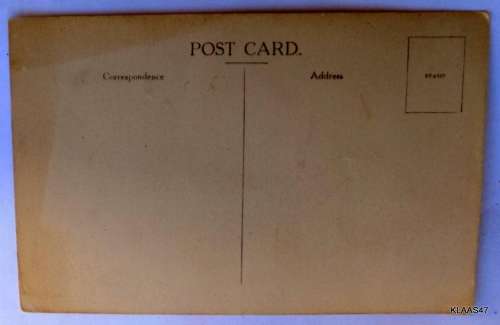 POST CARD.
Correspondence
Address
STAMP
KLAAS47